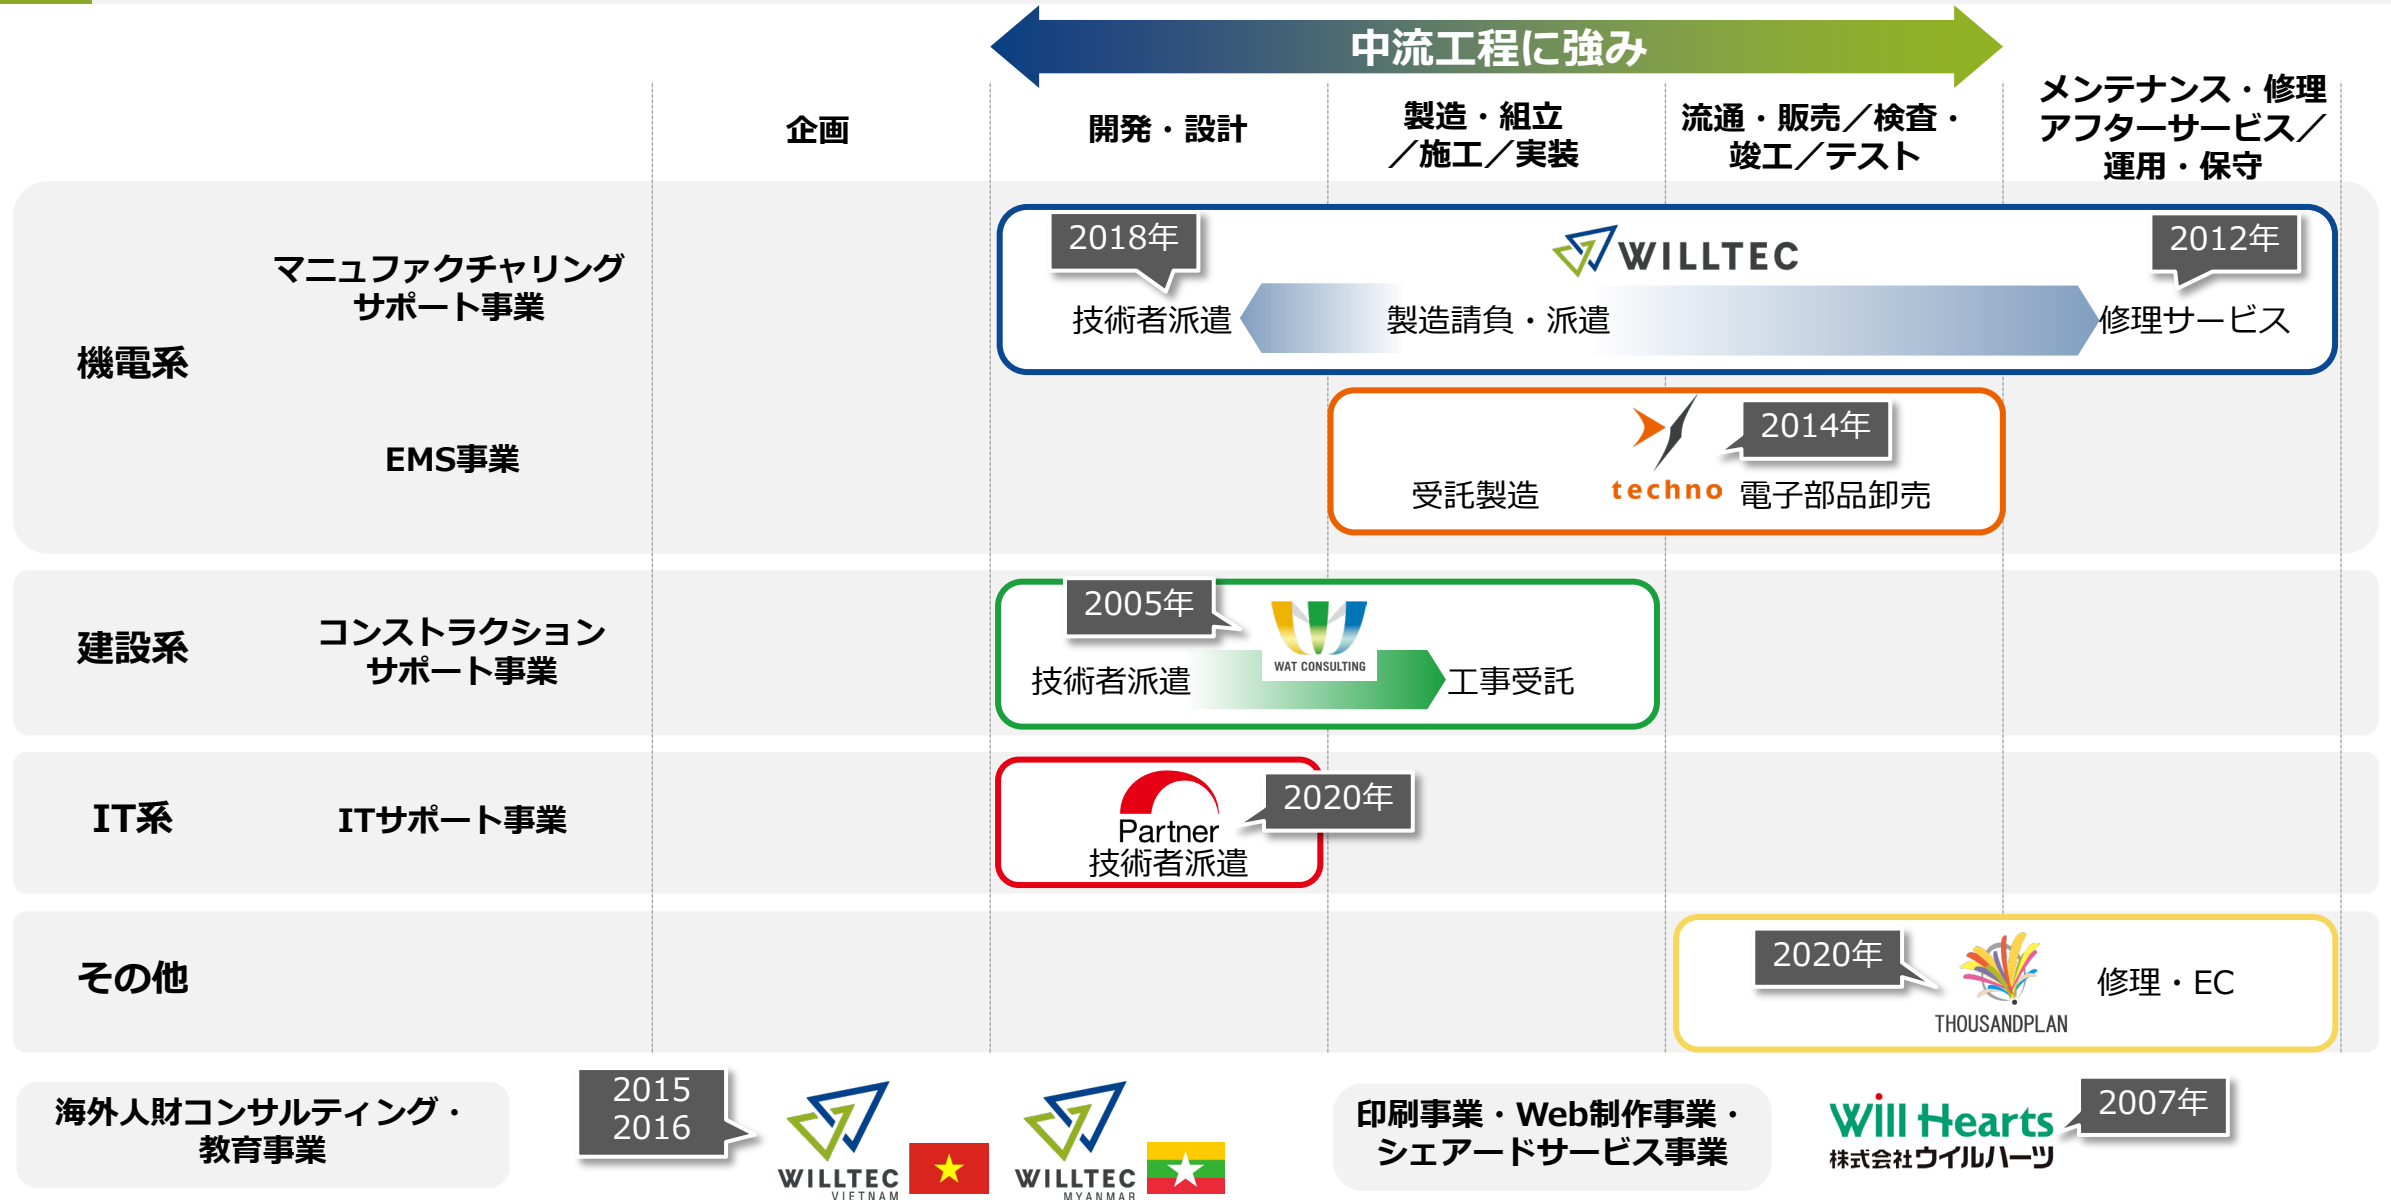 中流工程に強み
企画
開発・設計
製造・組立
／施工／実装
流通・販売／検査・
竣工／テスト
メンテナンス・修理
アフターサービス／
運用・保守
機電系
マニュファクチャリング
サポート事業
2018年
WILLTEC
2012年
技術者派遣
製造請負・派遣
修理サービス
EMS事業
2014年
受託製造
techno
電子部品卸売
建設系
コンストラクション
サポート事業
2005年
WAT CONSULTING
技術者派遣
工事受託
IT系
ITサポート事業
2020年
Partner
技術者派遣
その他
2020年
THOUSANDPLAN
修理・EC
海外人財コンサルティング・
教育事業
2015
2016
WILLTEC
VIETNAM
WILLTEC
MYANMAR
印刷事業・Web制作事業・
シェアードサービス事業
Will Hearts
株式会社ウイルハーツ
2007年